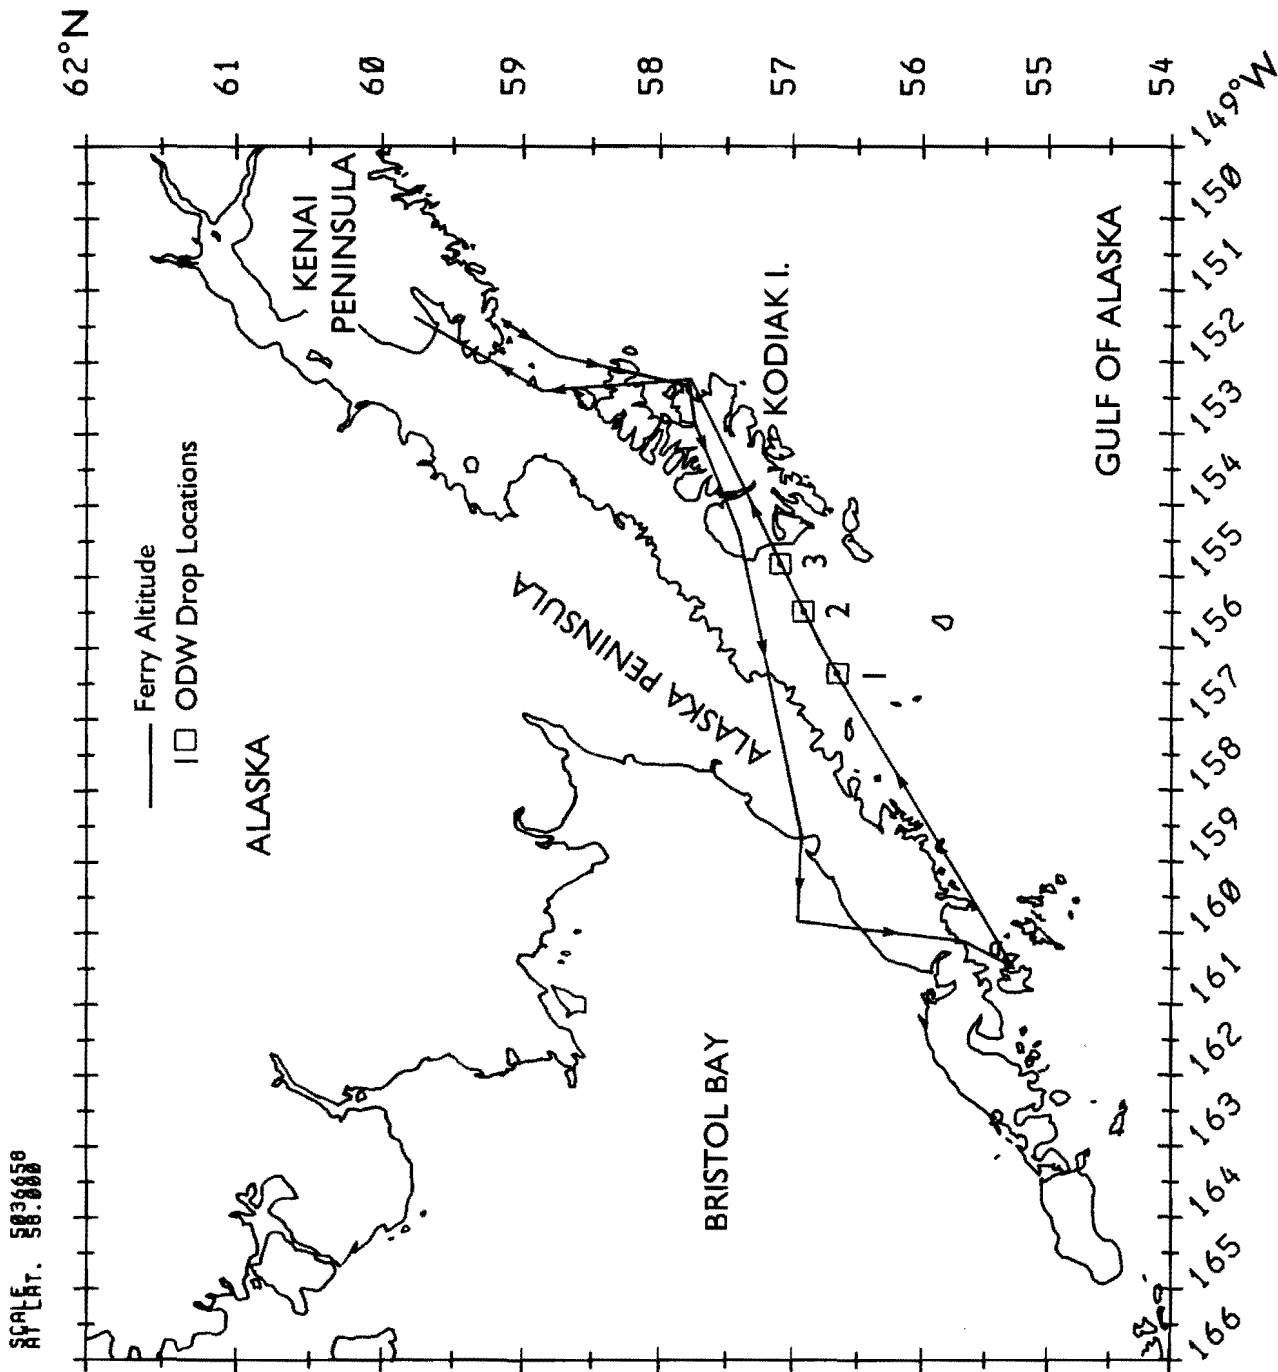 SCALE 5036658
AT LAT. 58.000
62°N
61
60
59
58
57
56
55
54
Ferry Altitude
1 ODW Drop Locations
ALASKA
KENAI
PENINSULA
ALASKA PENINSULA
BRISTOL BAY
KODIAK I.
1
2
3
GULF OF ALASKA
166
165
164
163
162
161
160
159
158
157
156
155
154
153
152
151
150
149°W